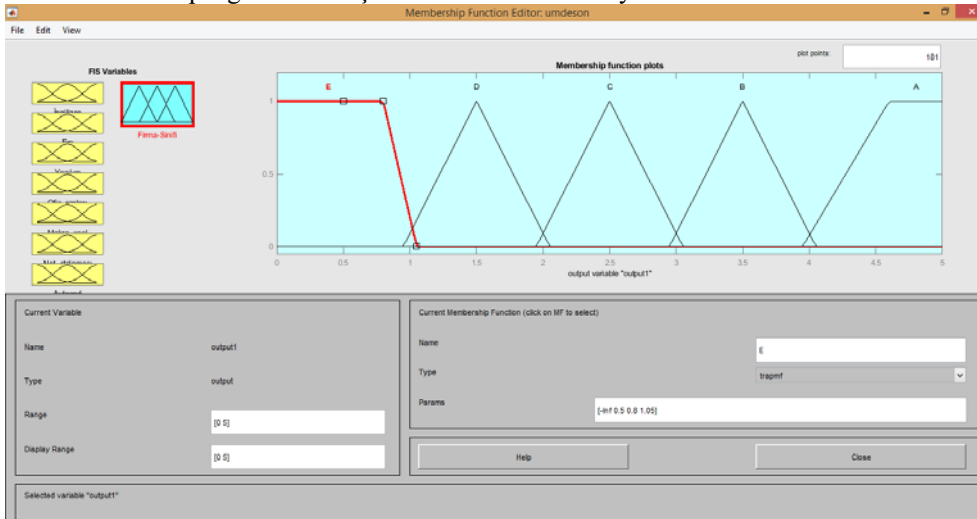 Membership Function Editor: umdeson
File Edit View
plot points: 101
FIS Variables
Membership function plots
E D C B A
Firma-Sinifi
1
0.5
0
0 0.5 1 1.5 2 2.5 3 3.5 4 4.5 5
output variable "output1"
Current Variable
Name output1
Type output
Range [0 5]
Display Range [0 5]
Current Membership Function (click on MF to select)
Name E
Type trapmf
Params [-Inf 0.5 0.8 1.05]
Help Close
Selected variable "output1"